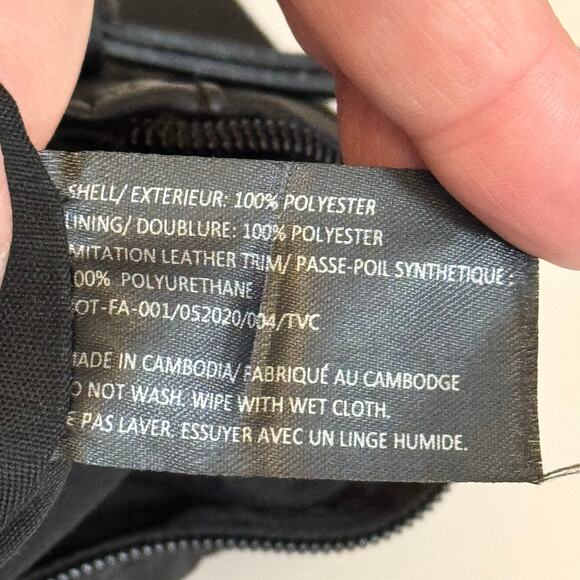 SHELL/ EXTERIEUR: 100% POLYESTER
LINING/ DOUBLURE: 100% POLYESTER
MITATION LEATHER TRIM/ PASSE-POIL SYNTHETIQUE :
00% POLYURETHANE
OT-FA-001/052020/004/TVC
MADE IN CAMBODIA/ FABRIQUÉ AU CAMBODGE
O NOT WASH. WIPE WITH WET CLOTH.
E PAS LAVER. ESSUYER AVEC UN LINGE HUMIDE.